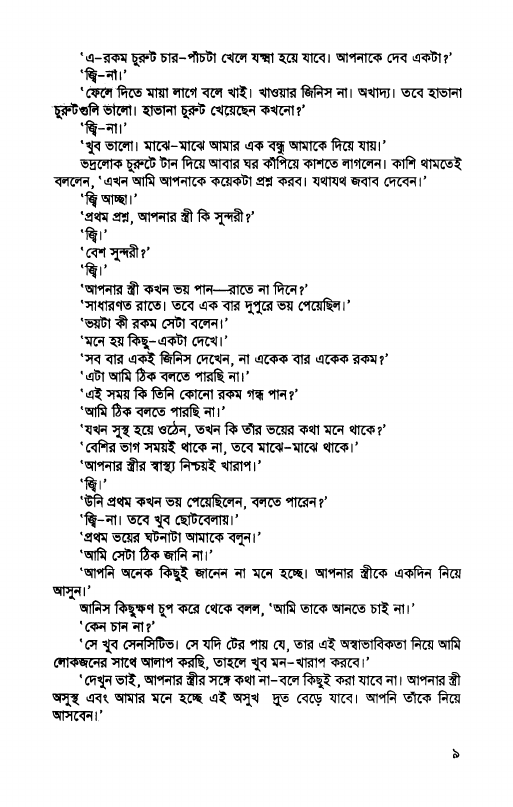 'এ-রকম চুরুট চার-পাঁচটা খেলে যক্ষ্মা হয়ে যাবে। আপনাকে দেব একটা?'
'জ্বি-না।'
'ফেলে দিতে মায়া লাগে বলে খাই। খাওয়ার জিনিস না। অখাদ্য। তবে হাভানা
চুরুটগুলি ভালো। হাভানা চুরুট খেয়েছেন কখনো?'
'জ্বি-না।'
'খুব ভালো। মাঝে-মাঝে আমার এক বন্ধু আমাকে দিয়ে যায়।'
ভদ্রলোক চুরুটে টান দিয়ে আবার ঘর কাঁপিয়ে কাশতে লাগলেন। কাশি থামতেই
বললেন, 'এখন আমি আপনাকে কয়েকটা প্রশ্ন করব। যথাযথ জবাব দেবেন।'
'জ্বি আচ্ছা।'
'প্রথম প্রশ্ন, আপনার স্ত্রী কি সুন্দরী?'
'জ্বি।'
'বেশ সুন্দরী?'
'জ্বি।'
'আপনার স্ত্রী কখন ভয় পান—রাতে না দিনে?'
'সাধারণত রাতে। তবে এক বার দুপুরে ভয় পেয়েছিল।'
'ভয়টা কী রকম সেটা বলেন।'
'মনে হয় কিছু-একটা দেখে।'
'সব বার একই জিনিস দেখেন, না একেক বার একেক রকম?'
'এটা আমি ঠিক বলতে পারছি না।'
'এই সময় কি তিনি কোনো রকম গন্ধ পান?'
'আমি ঠিক বলতে পারছি না।'
'যখন সুস্থ হয়ে ওঠেন, তখন কি তাঁর ভয়ের কথা মনে থাকে?'
'বেশির ভাগ সময়ই থাকে না, তবে মাঝে-মাঝে থাকে।'
'আপনার স্ত্রীর স্বাস্থ্য নিশ্চয়ই খারাপ।'
'জ্বি।'
'উনি প্রথম কখন ভয় পেয়েছিলেন, বলতে পারেন?'
'জ্বি-না। তবে খুব ছোটবেলায়।'
'প্রথম ভয়ের ঘটনাটা আমাকে বলুন।'
'আমি সেটা ঠিক জানি না।'
'আপনি অনেক কিছুই জানেন না মনে হচ্ছে। আপনার স্ত্রীকে একদিন নিয়ে
আসুন।'
আনিস কিছুক্ষণ চুপ করে থেকে বলল, 'আমি তাকে আনতে চাই না।'
'কেন চান না?'
'সে খুব সেনসিটিভ। সে যদি টের পায় যে, তার এই অস্বাভাবিকতা নিয়ে আমি
লোকজনের সাথে আলাপ করছি, তাহলে খুব মন-খারাপ করবে।'
'দেখুন ভাই, আপনার স্ত্রীর সঙ্গে কথা না-বলে কিছুই করা যাবে না। আপনার স্ত্রী
অসুস্থ এবং আমার মনে হচ্ছে এই অসুখ দ্রুত বেড়ে যাবে। আপনি তাঁকে নিয়ে
আসবেন।'
৯